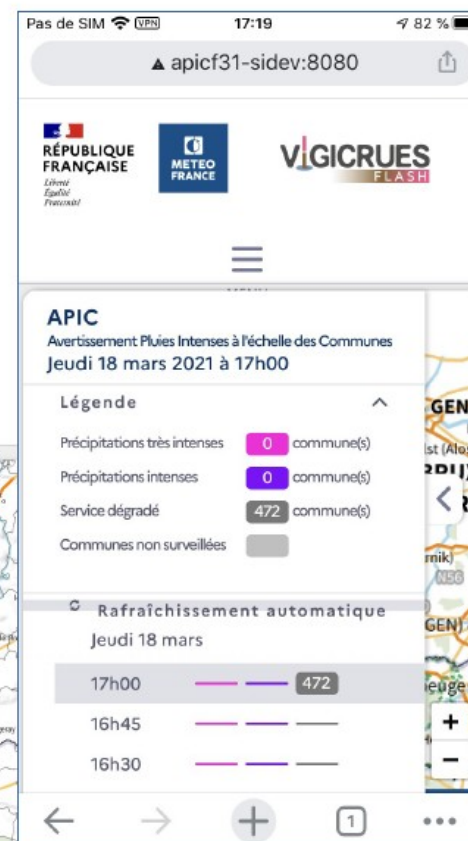 Pas de SIM VPN 17:19 82 %
apicf31-sidev:8080
RÉPUBLIQUE
FRANÇAISE
Liberté
Égalité
Fraternité
METEO
FRANCE
VIGICRUES
FLASH
APIC
Avertissement Pluies Intenses à l'échelle des Communes
Jeudi 18 mars 2021 à 17h00
Légende
Précipitations très intenses 0 commune(s)
Précipitations intenses 0 commune(s)
Service dégradé 472 commune(s)
Communes non surveillées
Rafraîchissement automatique
Jeudi 18 mars
17h00 472
16h45
16h30
N56
+
−
1